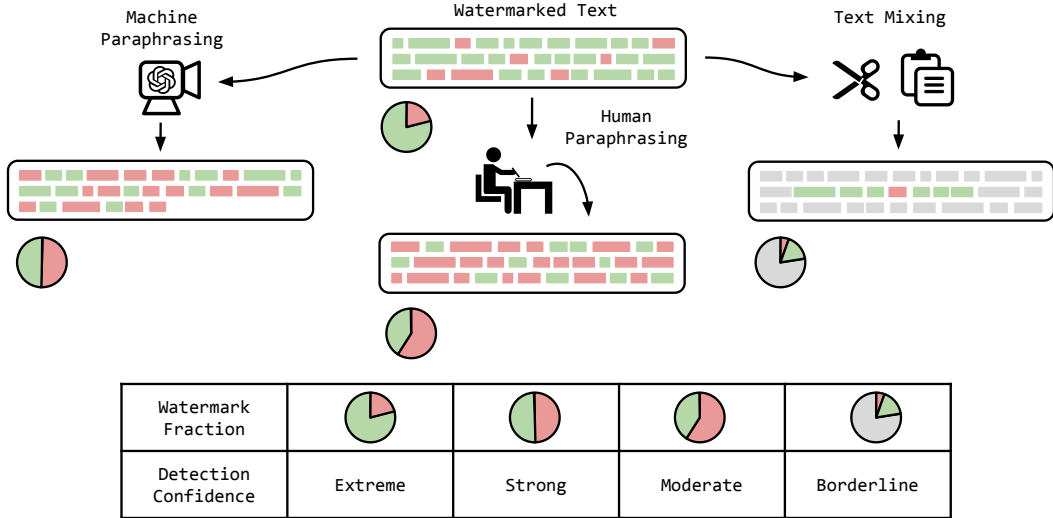 Machine
Paraphrasing
Watermarked Text
Text Mixing
Human
Paraphrasing
Watermark
Fraction
Detection
Confidence
Extreme
Strong
Moderate
Borderline